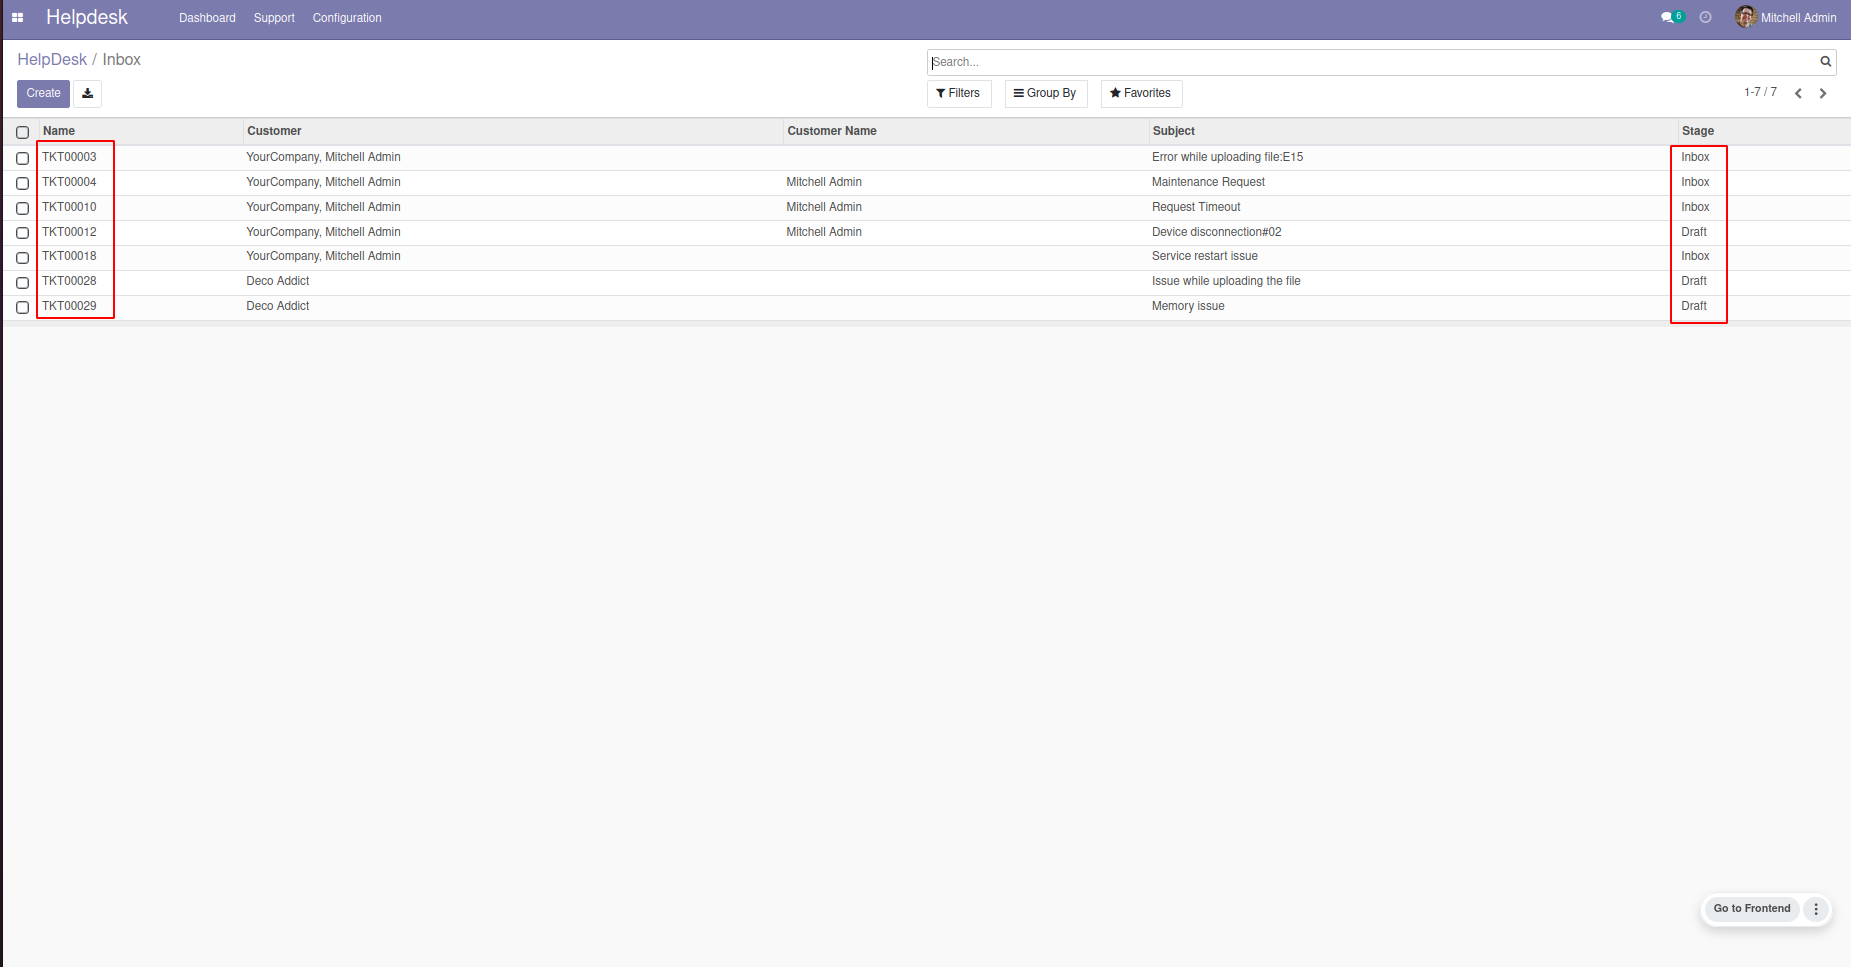 Helpdesk Dashboard Support Configuration 6 Mitchell Admin
HelpDesk / Inbox Search...
Create Filters Group By Favorites 1-7 / 7
Name Customer Customer Name Subject Stage
TKT00003 YourCompany, Mitchell Admin Error while uploading file:E15 Inbox
TKT00004 YourCompany, Mitchell Admin Mitchell Admin Maintenance Request Inbox
TKT00010 YourCompany, Mitchell Admin Mitchell Admin Request Timeout Inbox
TKT00012 YourCompany, Mitchell Admin Mitchell Admin Device disconnection#02 Draft
TKT00018 YourCompany, Mitchell Admin Service restart issue Inbox
TKT00028 Deco Addict Issue while uploading the file Draft
TKT00029 Deco Addict Memory issue Draft
Go to Frontend